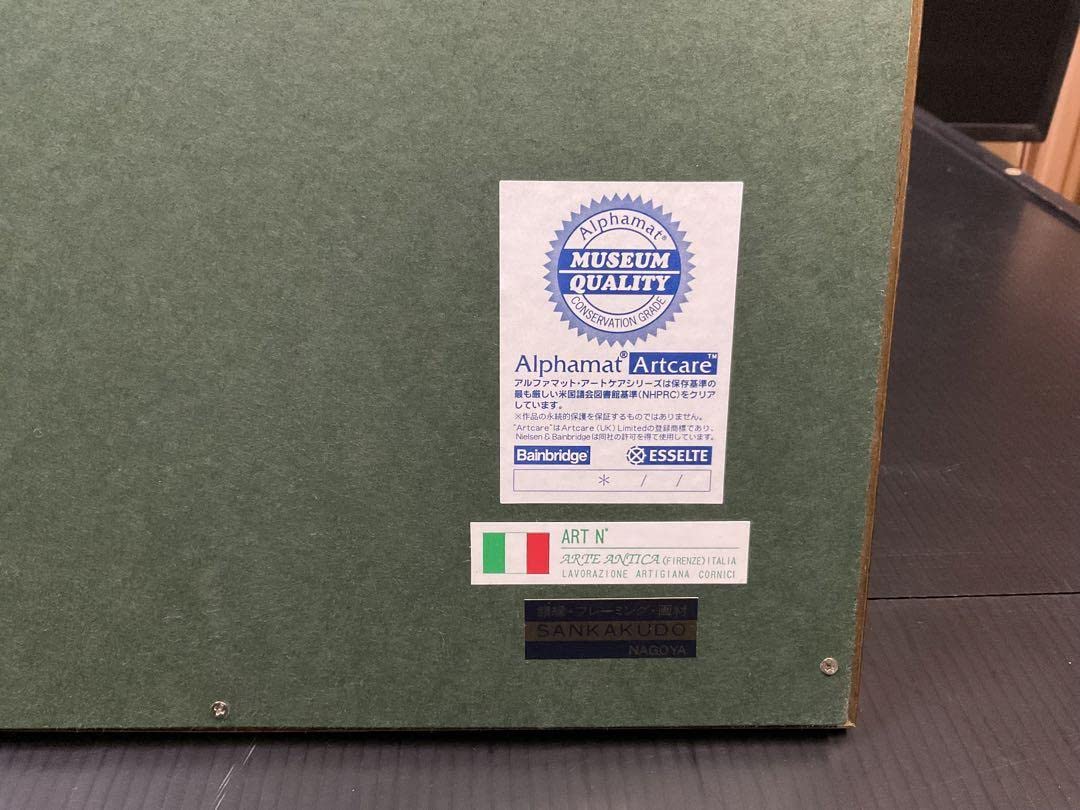 Alphamat®
MUSEUM
QUALITY
CONSERVATION GRADE
Alphamat® Artcare™
アルファマット・アートケアシリーズは保存基準の
最も厳しい米国議会図書館基準(NHPRC)をクリア
しています。
※作品の永続的保護を保証するものではありません。
"Artcare"はArtcare(UK)Limitedの登録商標であり、
Nielsen & Bainbridgeは同社の許可を得て使用しています。
Bainbridge ESSELTE
* / /
ART N°
ARTE ANTICA (FIRENZE) ITALIA
LAVORAZIONE ARTIGIANA CORNICI
額縁・フレーミング・画材
SANKAKUDO
NAGOYA